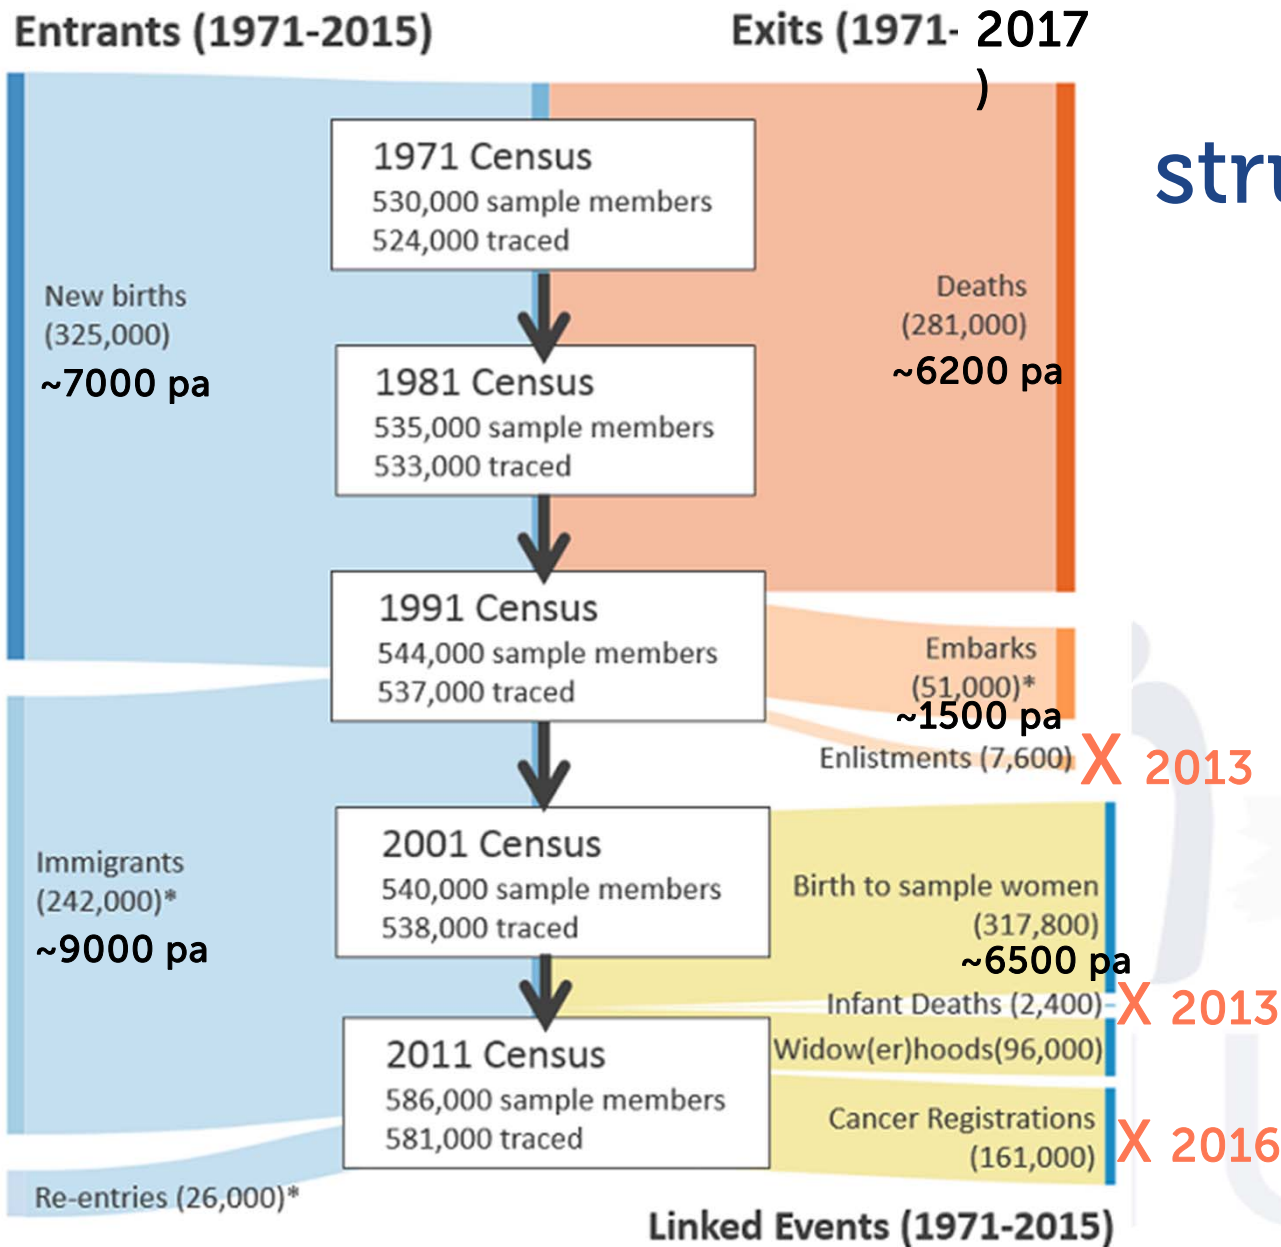 Entrants (1971-2015)
Exits (1971- 2017
)
1971 Census
530,000 sample members
524,000 traced
New births
(325,000)
~7000 pa
Deaths
(281,000)
~6200 pa
1981 Census
535,000 sample members
533,000 traced
1991 Census
544,000 sample members
537,000 traced
Embarks
(51,000)*
~1500 pa
Enlistments (7,600) X 2013
Immigrants
(242,000)*
~9000 pa
2001 Census
540,000 sample members
538,000 traced
Birth to sample women
(317,800)
~6500 pa
Infant Deaths (2,400) X 2013
Widow(er)hoods(96,000)
2011 Census
586,000 sample members
581,000 traced
Cancer Registrations
(161,000) X 2016
Re-entries (26,000)*
Linked Events (1971-2015)